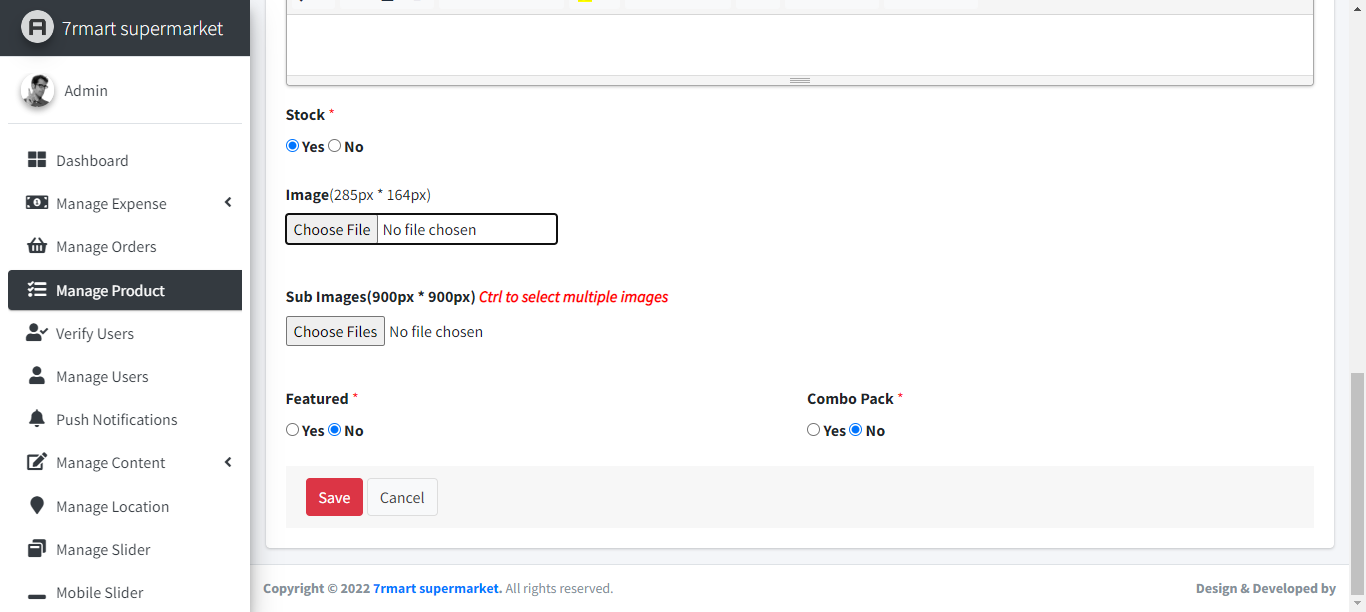 7rmart supermarket
Admin
Dashboard
Manage Expense
Manage Orders
Manage Product
Verify Users
Manage Users
Push Notifications
Manage Content
Manage Location
Manage Slider
Mobile Slider
Stock *
Yes No
Image(285px * 164px)
Choose File No file chosen
Sub Images(900px * 900px) Ctrl to select multiple images
Choose Files No file chosen
Featured * Combo Pack *
Yes No Yes No
Save Cancel
Copyright © 2022 7rmart supermarket. All rights reserved. Design & Developed by